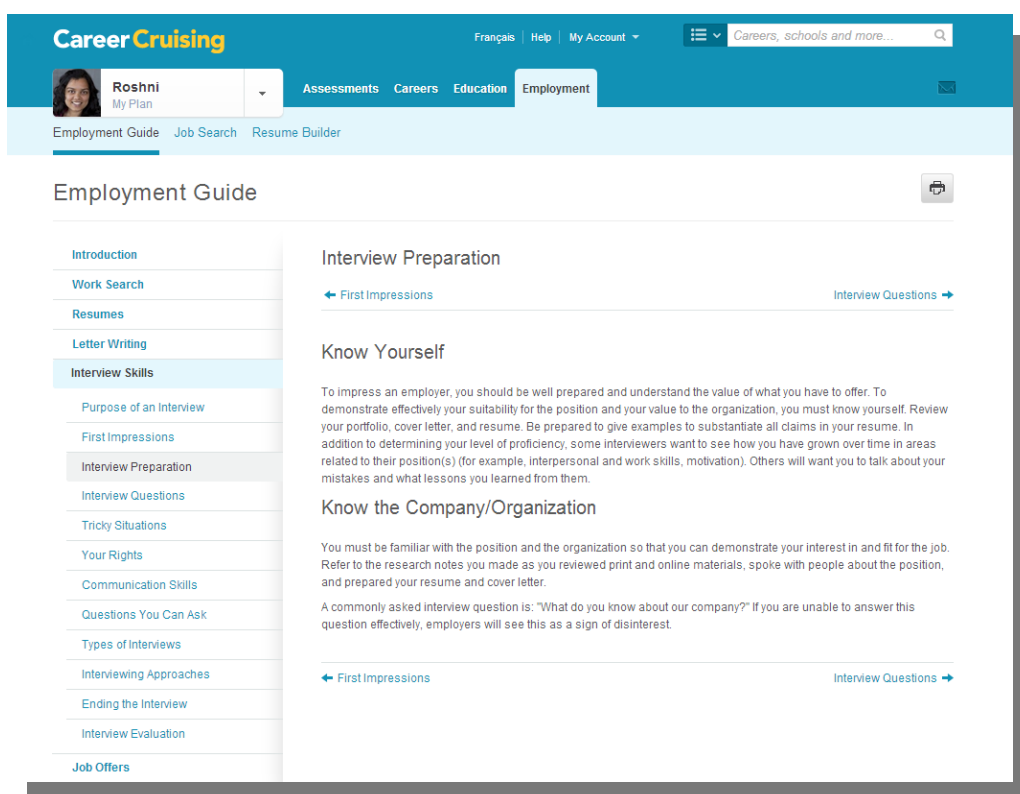 CareerCruising
Français | Help | My Account
Careers, schools and more...
Roshni
My Plan
Assessments Careers Education Employment
Employment Guide Job Search Resume Builder
Employment Guide
Introduction
Work Search
Resumes
Letter Writing
Interview Skills
Purpose of an Interview
First Impressions
Interview Preparation
Interview Questions
Tricky Situations
Your Rights
Communication Skills
Questions You Can Ask
Types of Interviews
Interviewing Approaches
Ending the Interview
Interview Evaluation
Job Offers
Interview Preparation
First Impressions Interview Questions
Know Yourself
To impress an employer, you should be well prepared and understand the value of what you have to offer. To
demonstrate effectively your suitability for the position and your value to the organization, you must know yourself. Review
your portfolio, cover letter, and resume. Be prepared to give examples to substantiate all claims in your resume. In
addition to determining your level of proficiency, some interviewers want to see how you have grown over time in areas
related to their position(s) (for example, interpersonal and work skills, motivation). Others will want you to talk about your
mistakes and what lessons you learned from them.
Know the Company/Organization
You must be familiar with the position and the organization so that you can demonstrate your interest in and fit for the job.
Refer to the research notes you made as you reviewed print and online materials, spoke with people about the position,
and prepared your resume and cover letter.
A commonly asked interview question is: "What do you know about our company?" If you are unable to answer this
question effectively, employers will see this as a sign of disinterest.
First Impressions Interview Questions